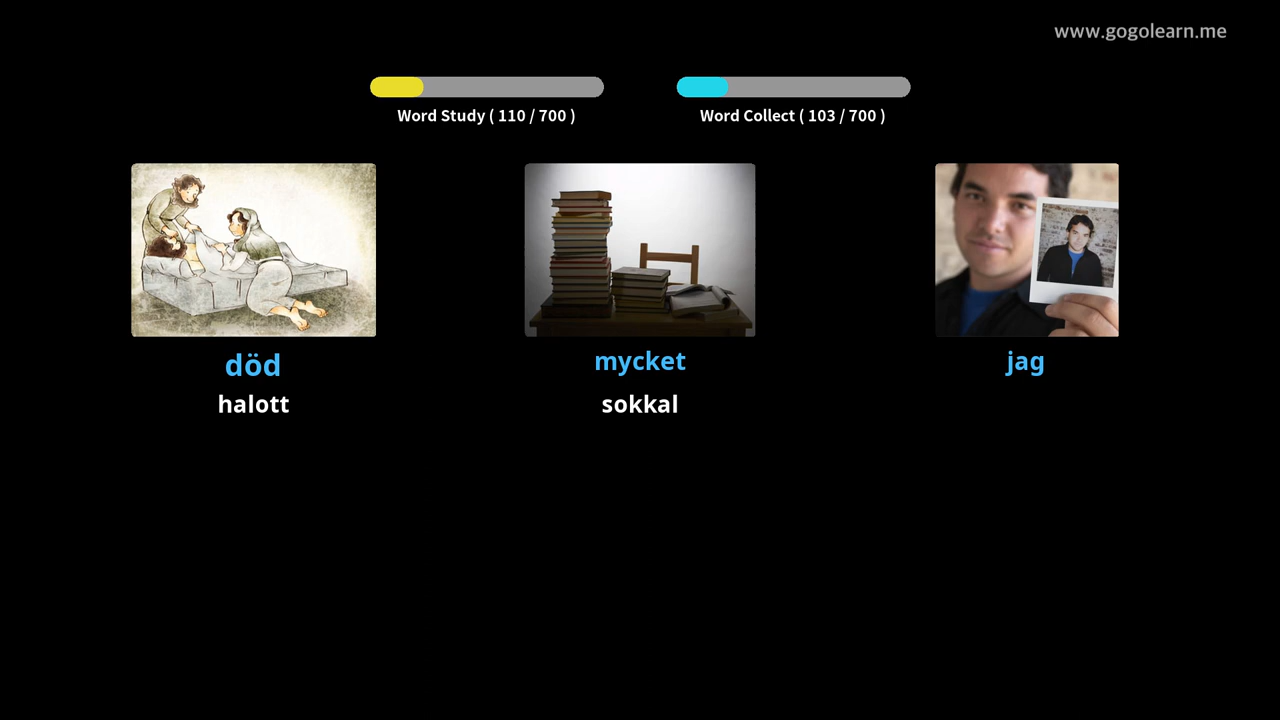 www.gogolearn.me
Word Study ( 110 / 700 )
Word Collect ( 103 / 700 )
död
mycket
jag
halott
sokkal